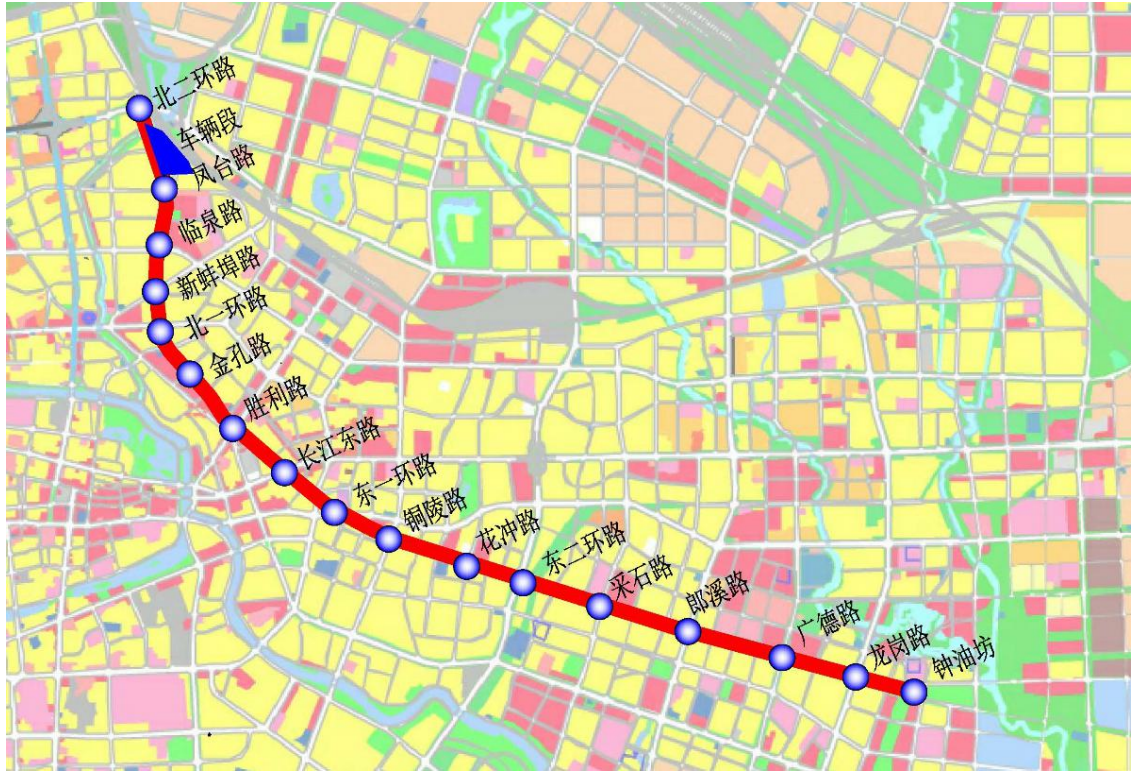 北二环路
车辆段
凤台路
临泉路
新蚌埠路
北一环路
金孔路
胜利路
长江东路
东一环路
铜陵路
花冲路
东二环路
采石路
郎溪路
广德路
龙岗路
钟油坊